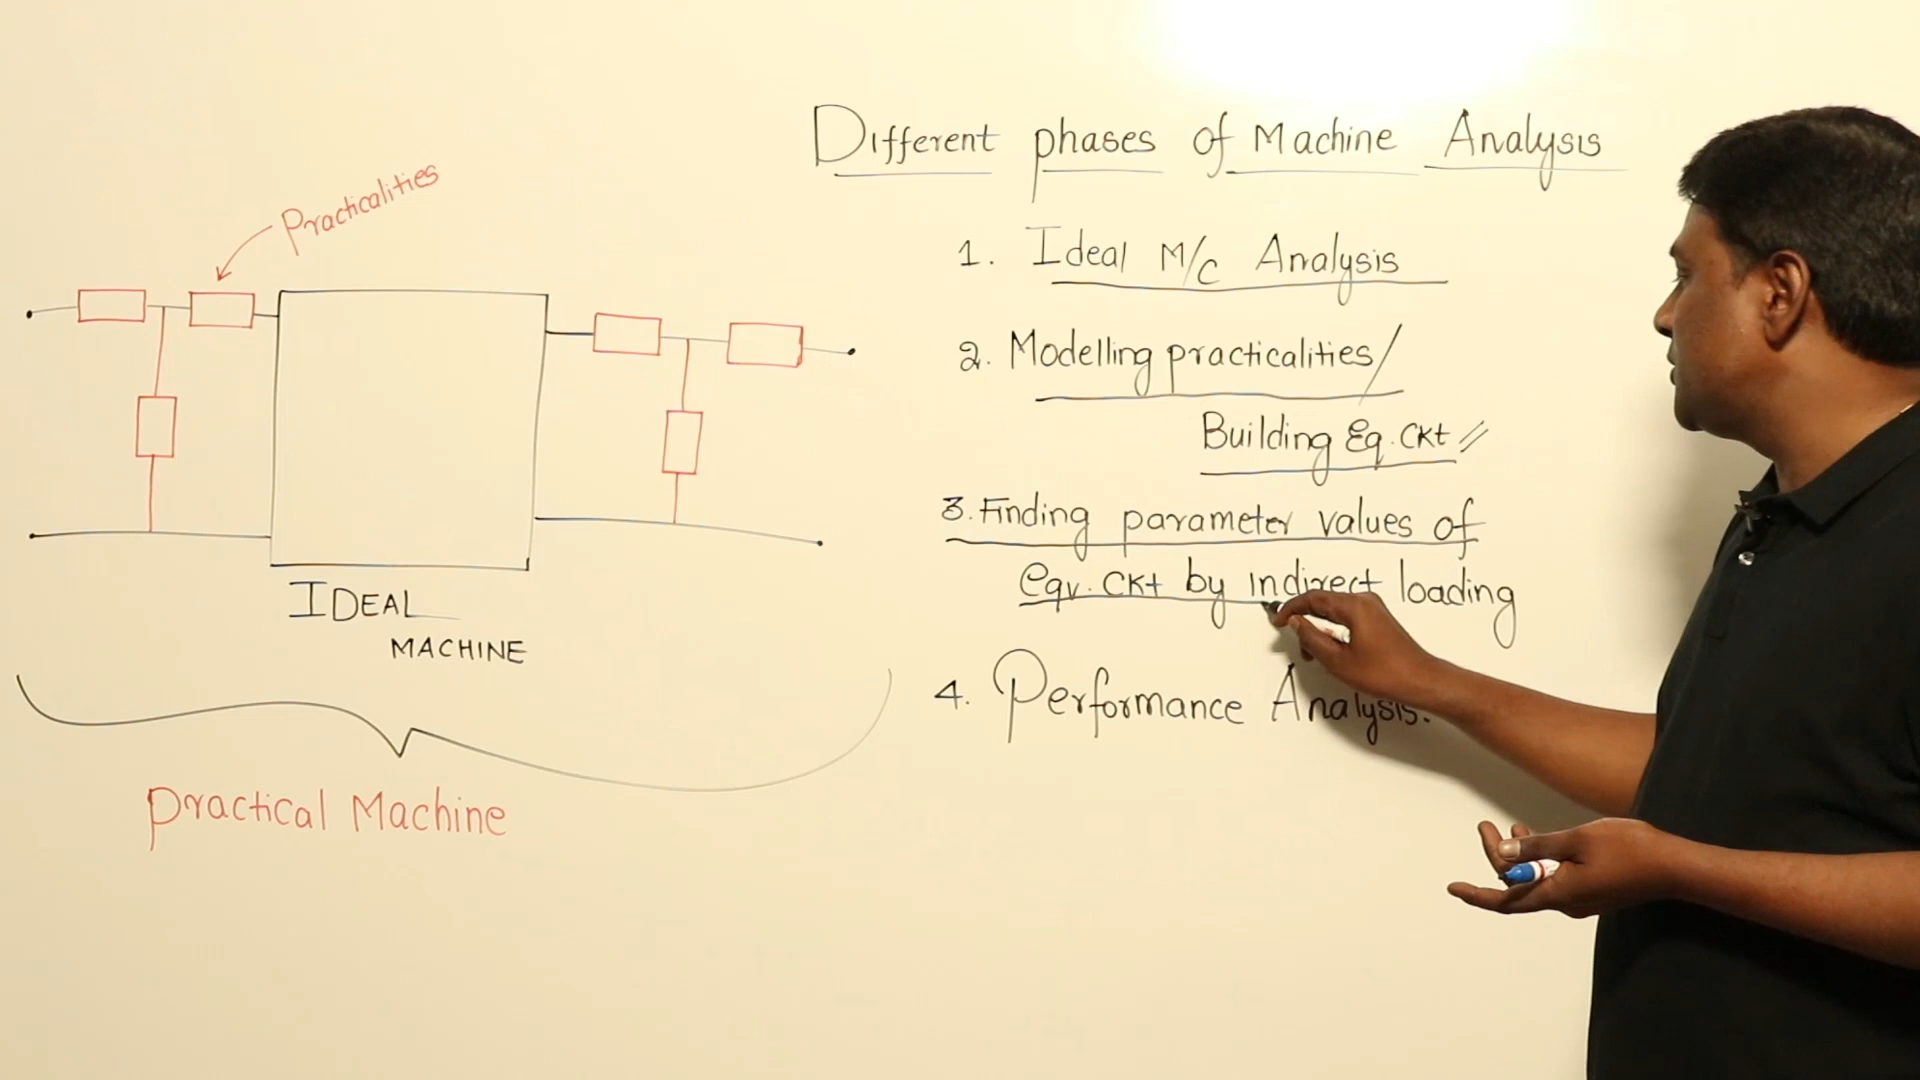 Different phases of Machine Analysis
Practicalities
1. Ideal M/C Analysis
2. Modelling practicalities/
Building Eq. CKt //
3. Finding parameter values of
eqv. CKt by indirect loading
IDEAL
MACHINE
4. Performance Analysis.
Practical Machine